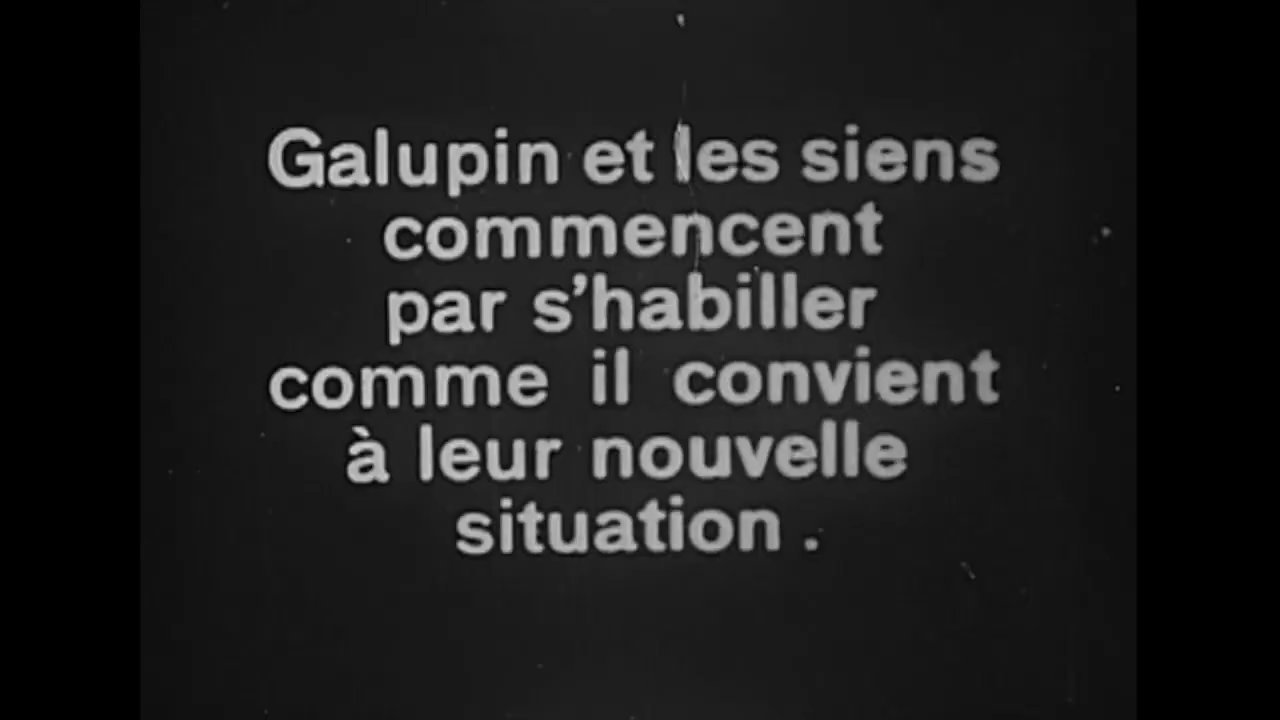 Galupin et les siens
commencent
par s'habiller
comme il convient
à leur nouvelle
situation .